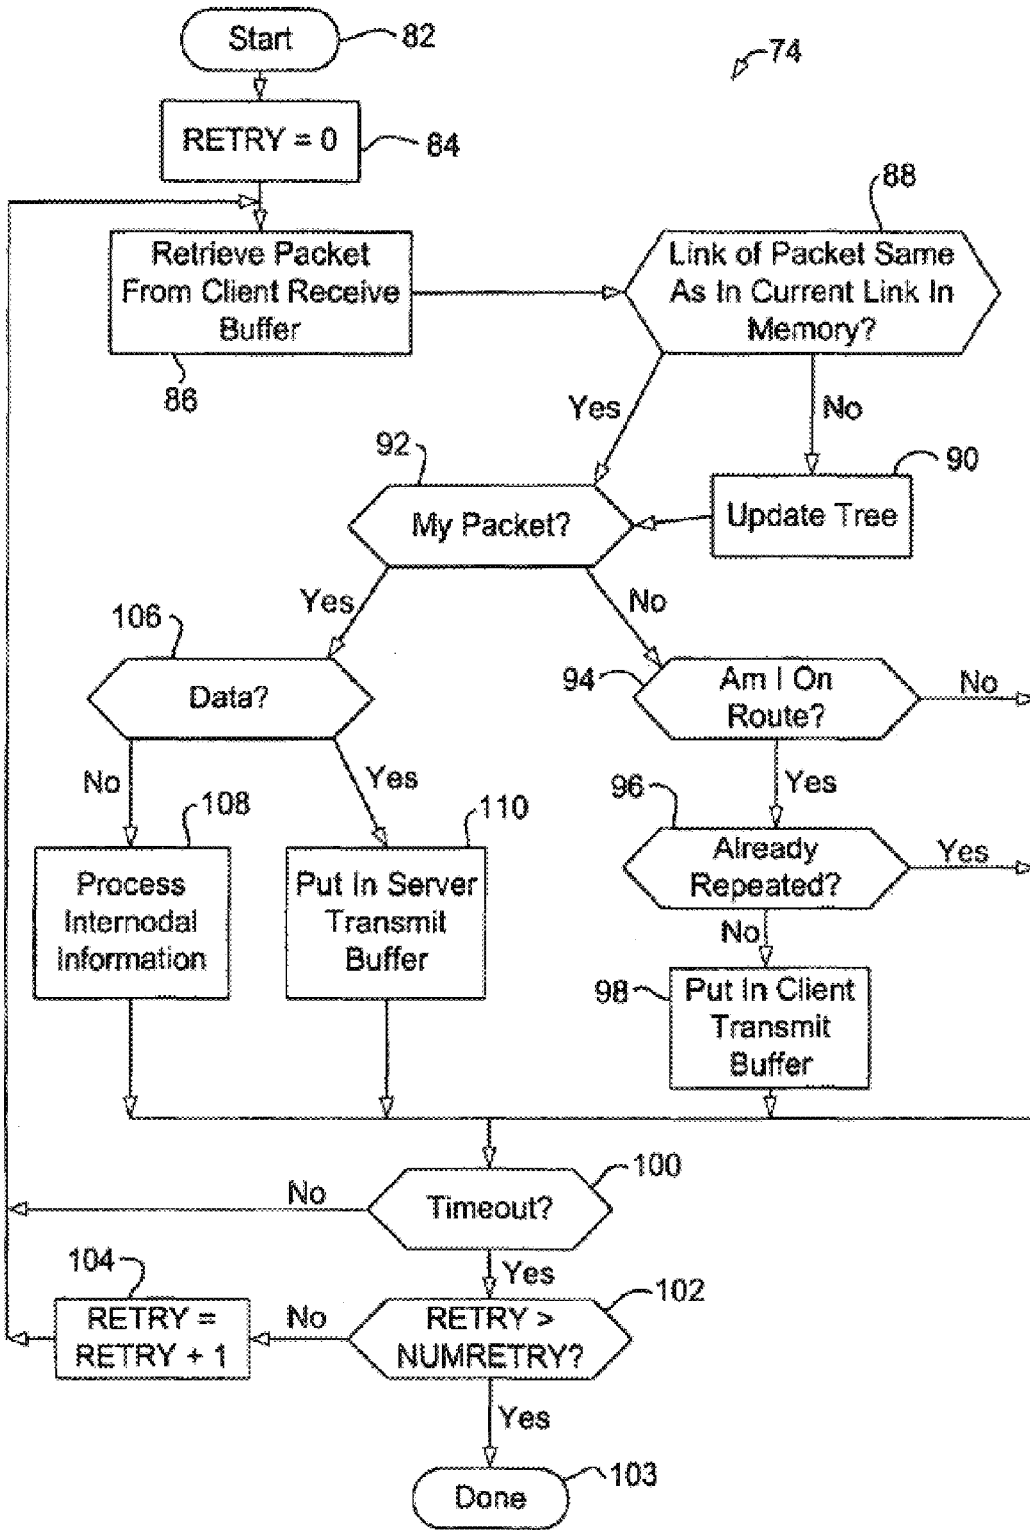 Start
82
74
RETRY = 0
84
88
Retrieve Packet
From Client Receive
Buffer
86
Link of Packet Same
As In Current Link In
Memory?
Yes
No
92
90
My Packet?
Update Tree
Yes
No
106
Data?
94
Am I On
Route?
No
No
Yes
Yes
108
110
96
Already
Repeated?
Yes
Process
Internodal
Information
Put In Server
Transmit
Buffer
No
98
Put In Client
Transmit
Buffer
100
No
Timeout?
Yes
104
102
RETRY =
RETRY + 1
No
RETRY >
NUMRETRY?
Yes
103
Done